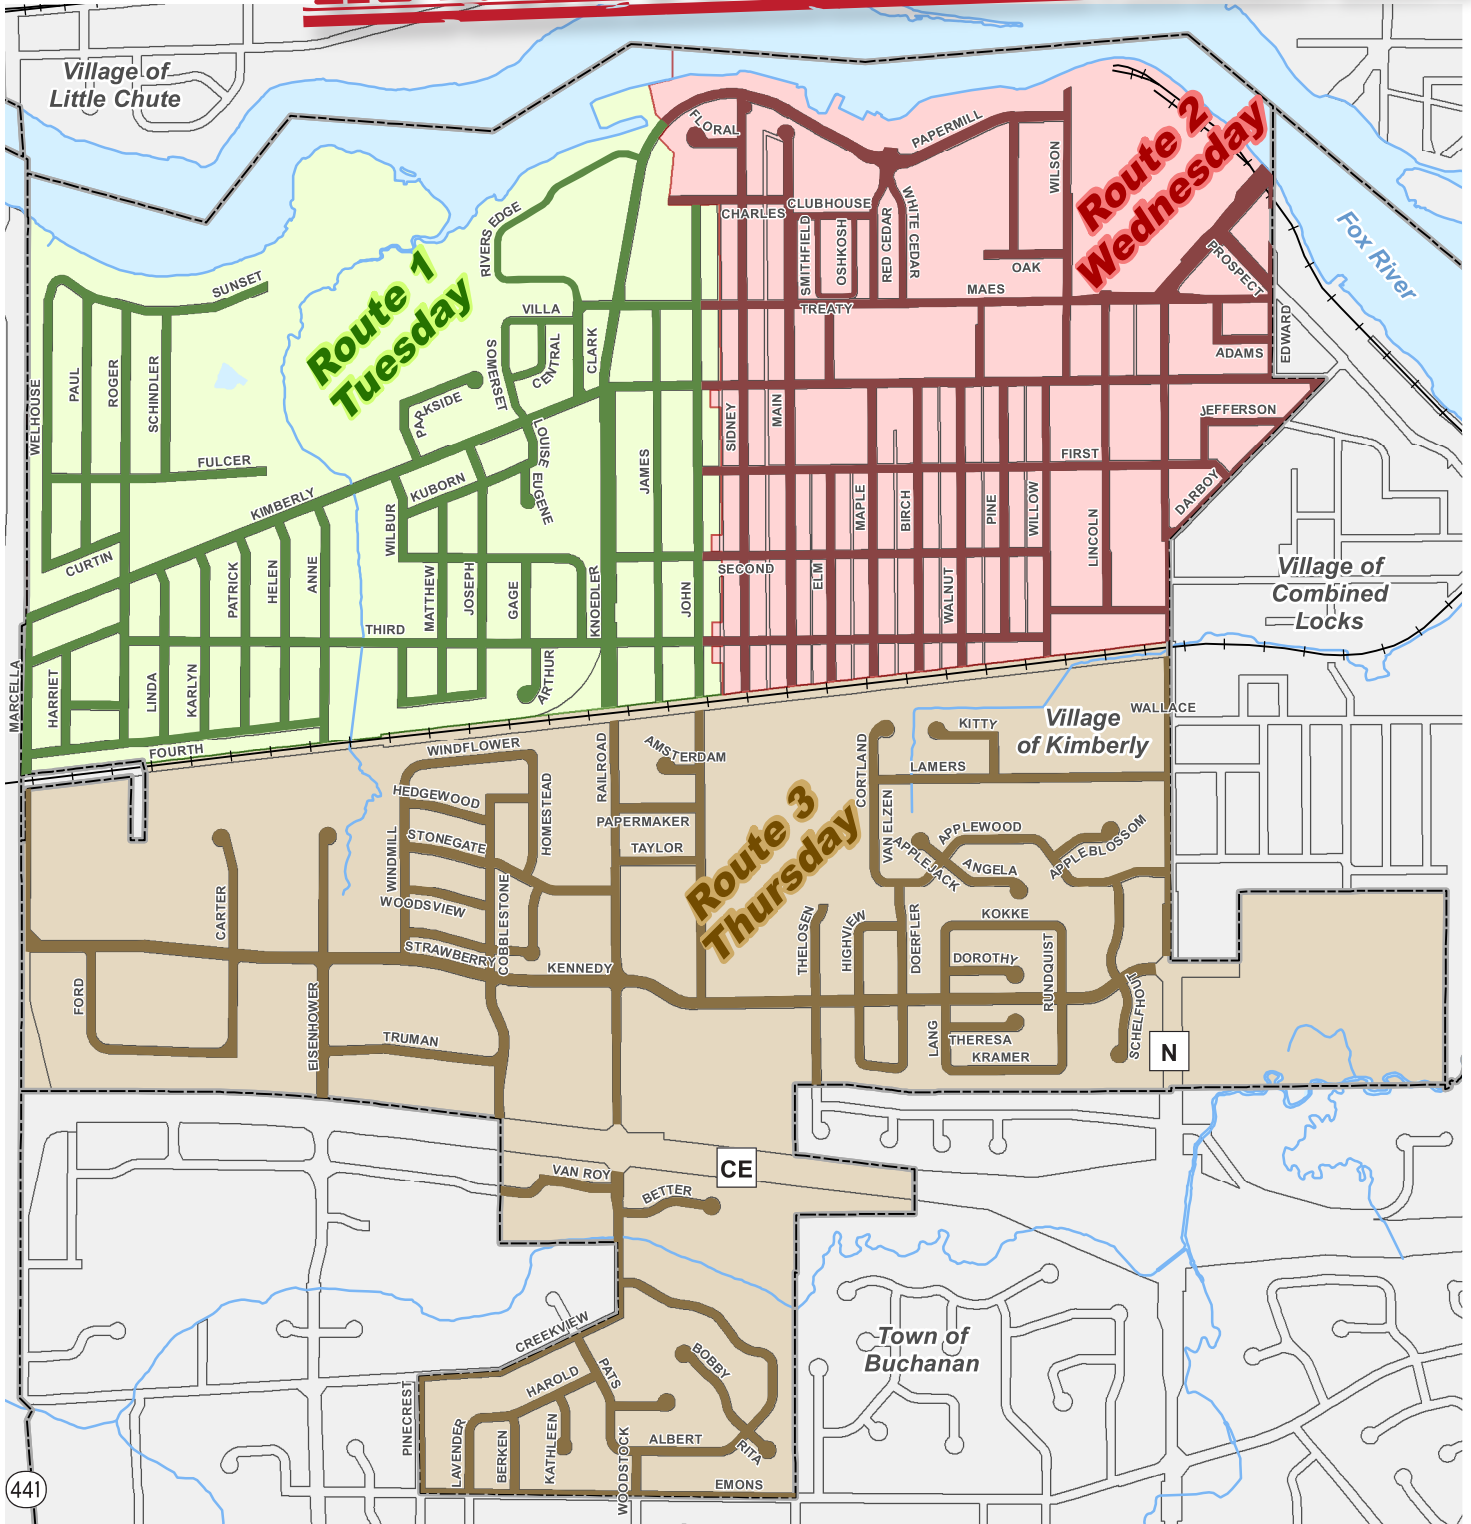 Village of
Little Chute
FLORAL
PAPERMILL
WILSON
Route 2
Wednesday
Fox River
CHARLES
CLUBHOUSE
SMITHFIELD
OSHKOSH
RED CEDAR
WHITE CEDAR
OAK
MAES
TREATY
PROSPECT
EDWARD
ADAMS
RIVERS EDGE
SUNSET
Route 1
Tuesday
VILLA
SOMERSET
CENTRAL
CLARK
WELHOUSE
PAUL
ROGER
SCHINDLER
PARKSIDE
FULCER
KIMBERLY
KUBORN
LOUISE
EUGENE
JAMES
SIDNEY
MAIN
JEFFERSON
FIRST
DARBOY
CURTIN
PATRICK
HELEN
ANNE
WILBUR
MATTHEW
JOSEPH
GAGE
KNOEDLER
JOHN
SECOND
ELM
MAPLE
BIRCH
WALNUT
PINE
WILLOW
LINCOLN
Village of
Combined
Locks
THIRD
MARCELLA
HARRIET
LINDA
KARLYN
ARTHUR
FOURTH
WINDFLOWER
RAILROAD
AMSTERDAM
CORTLAND
KITTY
LAMERS
Village
of Kimberly
WALLACE
HEDGEWOOD
HOMESTEAD
STONEGATE
WINDMILL
PAPERMAKER
TAYLOR
Route 3
Thursday
VAN ELZEN
APPLEJACK
APPLEWOOD
ANGELA
APPLEBLOSSOM
CARTER
WOODSVIEW
COBBLESTONE
STRAWBERRY
KENNEDY
THELOSEN
HIGHVIEW
DOERFLER
KOKKE
DOROTHY
RUNDQUIST
FORD
EISENHOWER
TRUMAN
LANG
THERESA
KRAMER
SCHELFHOUT
N
VAN ROY
BETTER
CE
CREEKVIEW
HAROLD
PATS
BOBBY
Town of
Buchanan
PINECREST
LAVENDER
BERKEN
KATHLEEN
WOODSTOCK
ALBERT
RITA
EMONS
441